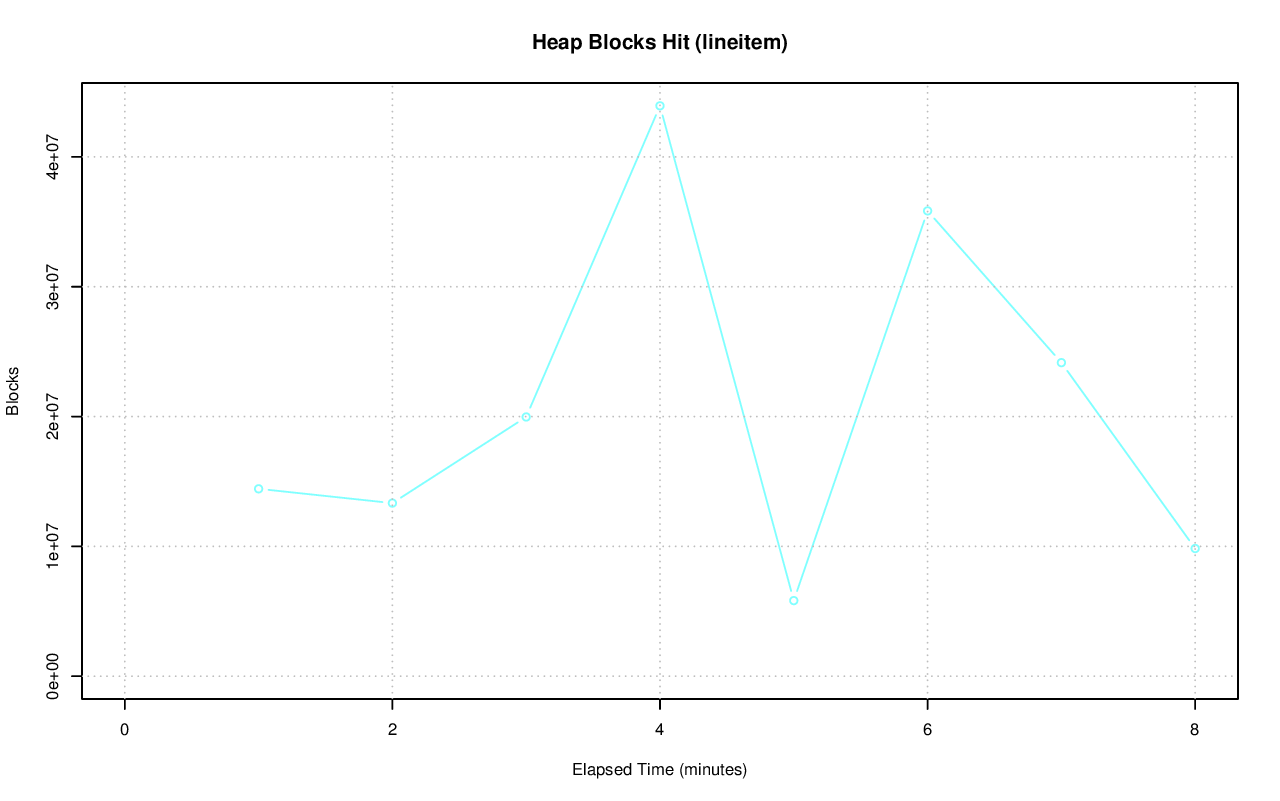 Heap Blocks Hit (lineitem)
Blocks
4e+07
3e+07
2e+07
1e+07
0e+00
0 2 4 6 8
Elapsed Time (minutes)